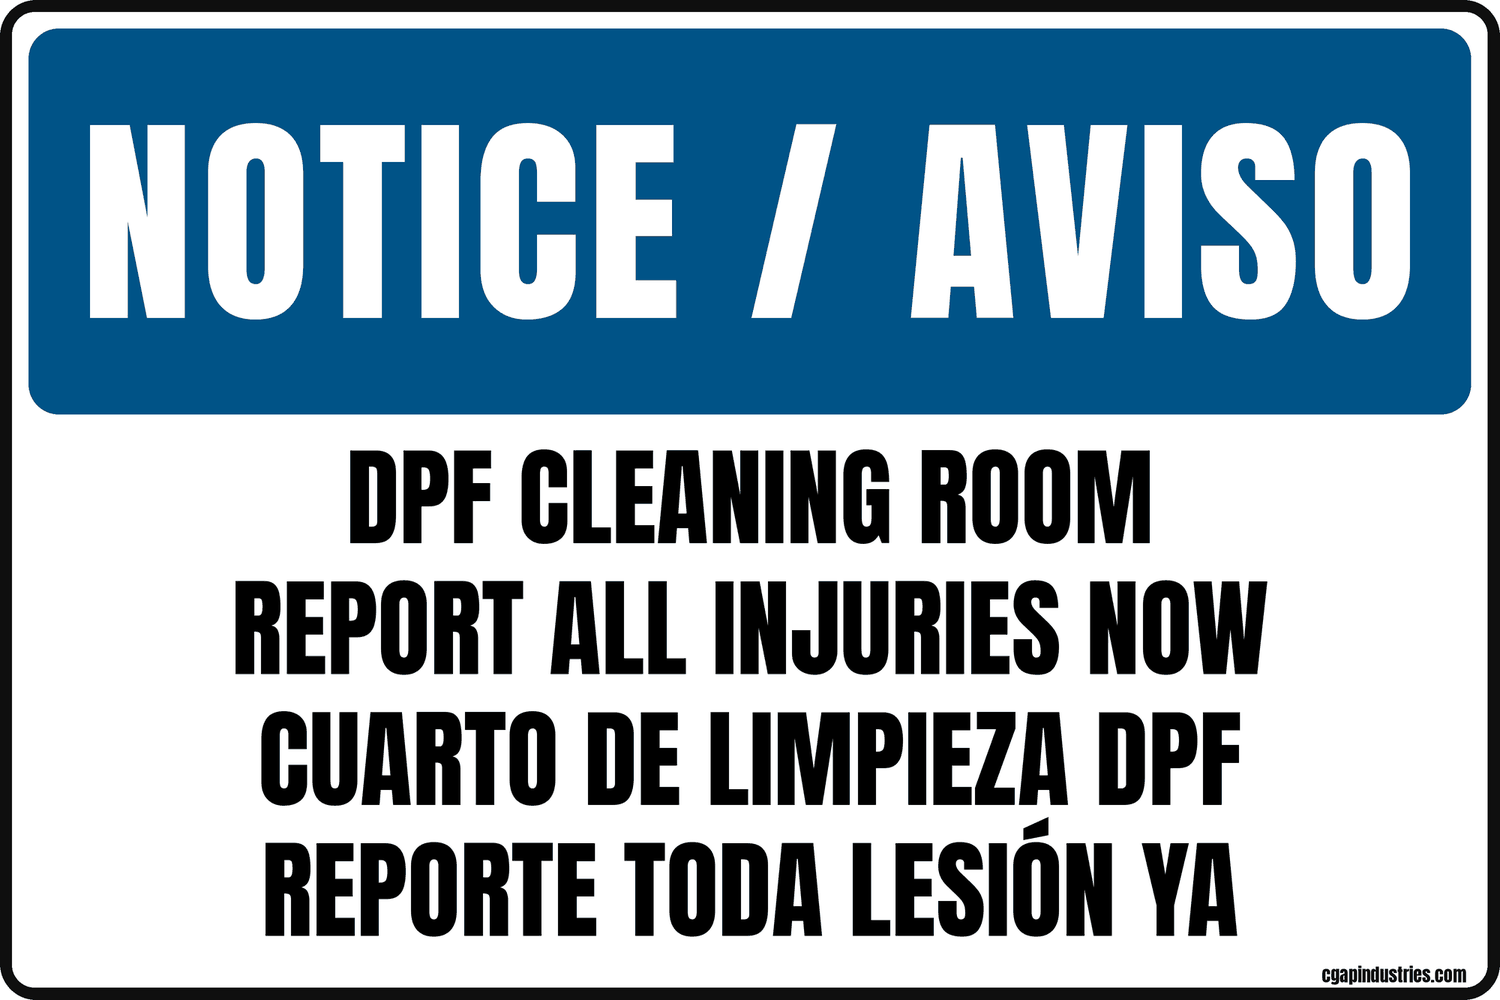 NOTICE / AVISO
DPF CLEANING ROOM
REPORT ALL INJURIES NOW
CUARTO DE LIMPIEZA DPF
REPORTE TODA LESIÓN YA
cgapindustries.com